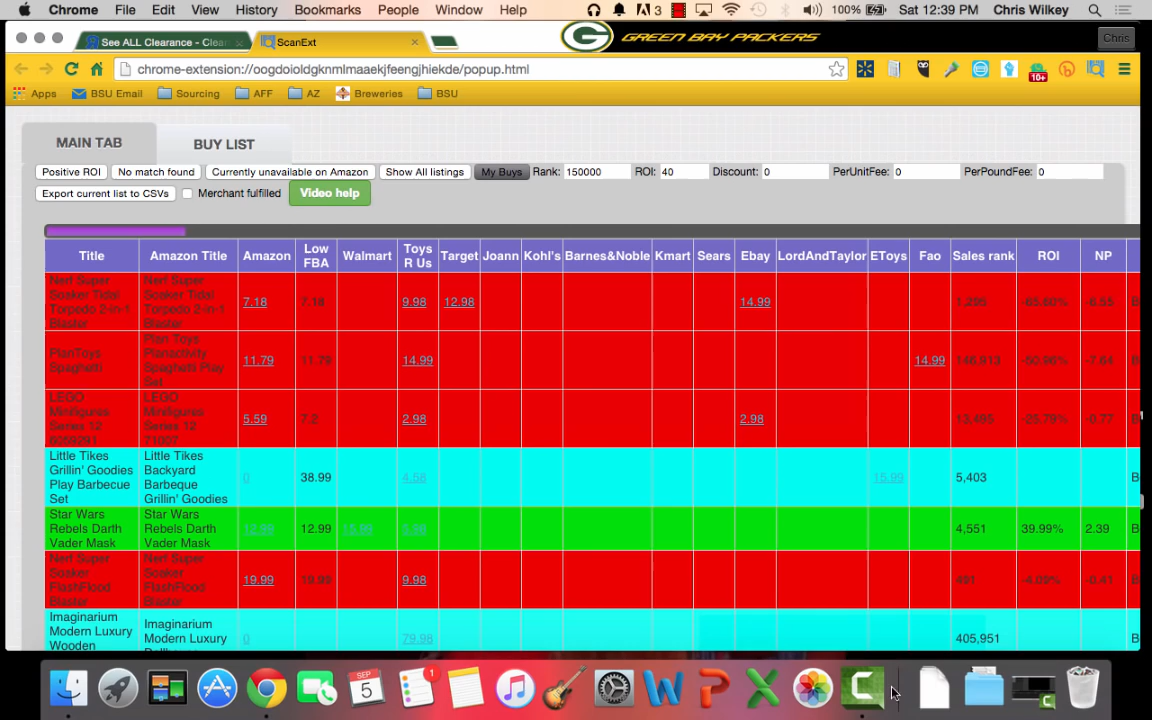 Chrome File Edit View History Bookmarks People Window Help 3 100% Sat 12:39 PM Chris Wilkey
See ALL Clearance - Clear ScanExt GREEN BAY PACKERS Chris
chrome-extension://oogdoioldgknmlmaaekjfeengjhiekde/popup.html 10+
Apps BSU Email Sourcing AFF AZ Breweries BSU
MAIN TAB BUY LIST
Positive ROI No match found Currently unavailable on Amazon Show All listings My Buys Rank: 150000 ROI: 40 Discount: 0 PerUnitFee: 0 PerPoundFee: 0
Export current list to CSVs Merchant fulfilled Video help
Title Amazon Title Amazon Low FBA Walmart Toys R Us Target Joann Kohl's Barnes&Noble Kmart Sears Ebay LordAndTaylor EToys Fao Sales rank ROI NP
Nerf Super Soaker Tidal Torpedo 2-in-1 Blaster Nerf Super Soaker Tidal Torpedo 2-in-1 Blaster 7.18 7.18 9.98 12.98 14.99 1,295 -65.60% -6.55 B
PlanToys Spaghetti Plan Toys Planactivity Spaghetti Play Set 11.79 11.79 14.99 14.99 146,913 -50.96% -7.64 B
LEGO Minifigures Series 12 6059291 LEGO Minifigures Series 12 71007 5.59 7.2 2.98 2.98 13,495 -25.79% -0.77 B
Little Tikes Grillin' Goodies Play Barbecue Set Little Tikes Backyard Barbeque Grillin' Goodies 0 38.99 4.58 15.99 5,403 B
Star Wars Rebels Darth Vader Mask Star Wars Rebels Darth Vader Mask 12.99 12.99 15.99 5.98 4,551 39.99% 2.39 B
Nerf Super Soaker FlashFlood Blaster Nerf Super Soaker FlashFlood Blaster 19.99 19.99 9.98 491 -4.09% -0.41 B
Imaginarium Modern Luxury Wooden Imaginarium Modern Luxury 0 79.98 405,951 B
SEP 5 1